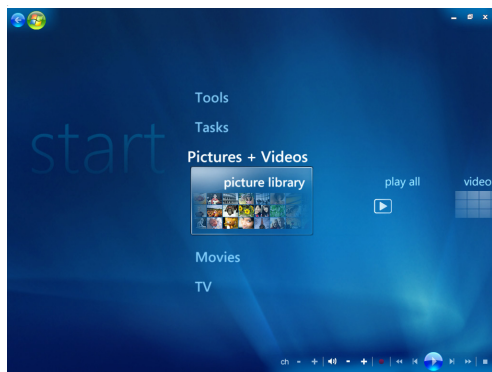 start
Tools
Tasks
Pictures + Videos
picture library
play all
video
Movies
TV
ch - +